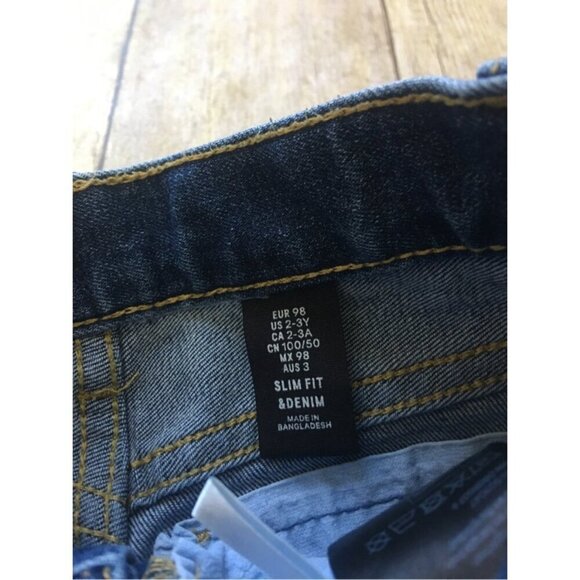 EUR 98
US 2-3Y
CA 2-3A
CN 100/50
MX 98
AUS 3
SLIM FIT
&DENIM
MADE IN
BANGLADESH